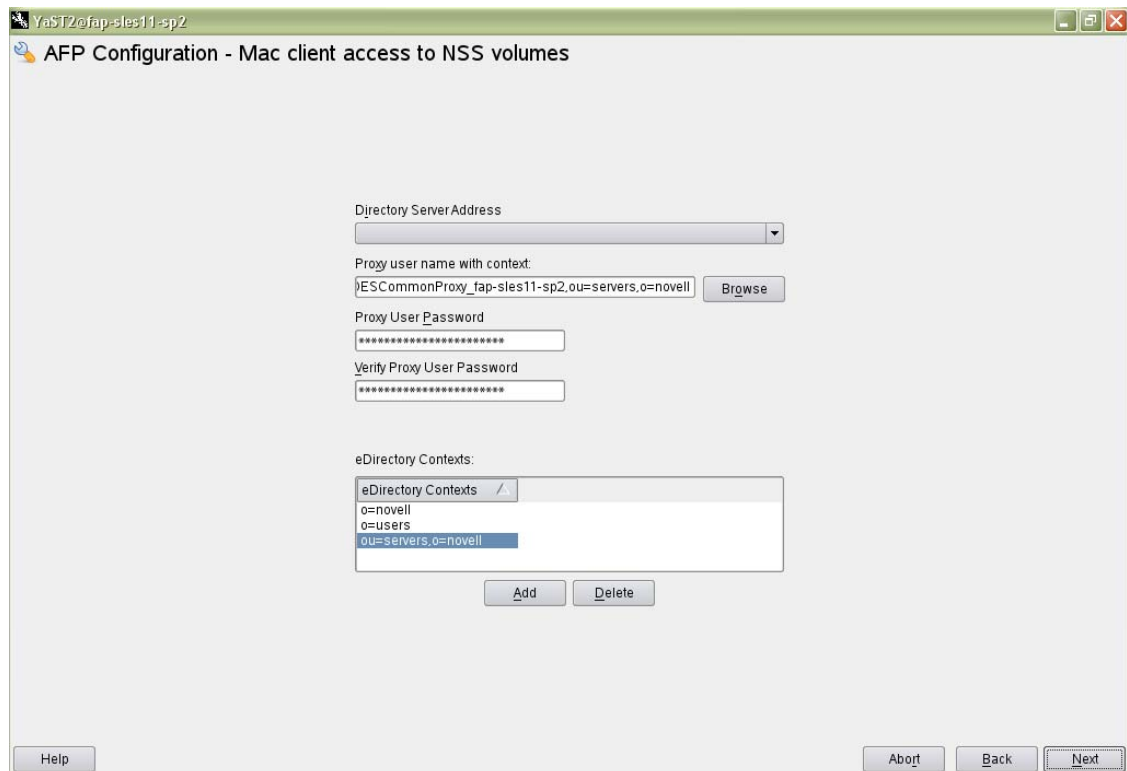 YaST2@fap-sles11-sp2
AFP Configuration - Mac client access to NSS volumes
Directory Server Address
Proxy user name with context:
)ESCommonProxy_fap-sles11-sp2,ou=servers,o=novell
Browse
Proxy User Password
***********************
Verify Proxy User Password
***********************
eDirectory Contexts:
eDirectory Contexts
o=novell
o=users
ou=servers,o=novell
Add Delete
Help Abort Back Next